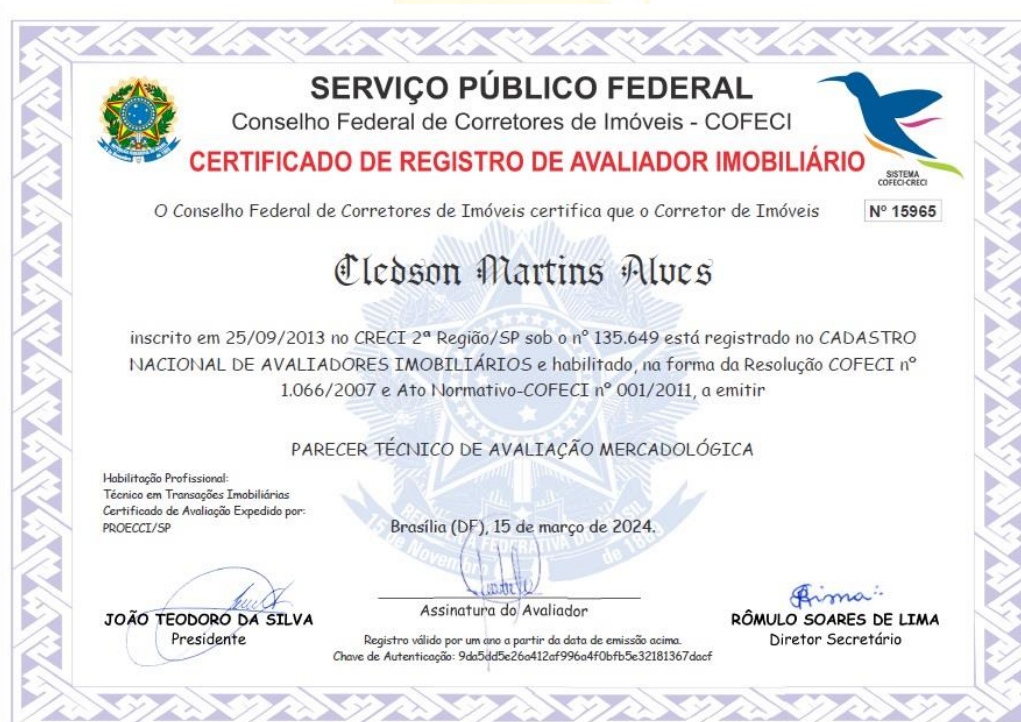 SERVIÇO PÚBLICO FEDERAL
Conselho Federal de Corretores de Imóveis - COFECI
CERTIFICADO DE REGISTRO DE AVALIADOR IMOBILIÁRIO
SISTEMA
COFECI-CRECI
O Conselho Federal de Corretores de Imóveis certifica que o Corretor de Imóveis
Nº 15965
Cledson Martins Alves
inscrito em 25/09/2013 no CRECI 2ª Região/SP sob o nº 135.649 está registrado no CADASTRO
NACIONAL DE AVALIADORES IMOBILIÁRIOS e habilitado, na forma da Resolução COFECI nº
1.066/2007 e Ato Normativo-COFECI nº 001/2011, a emitir
PARECER TÉCNICO DE AVALIAÇÃO MERCADOLÓGICA
Habilitação Profissional:
Técnico em Transações Imobiliárias
Certificado de Avaliação Expedido por:
PROECCI/SP
Brasília (DF), 15 de março de 2024.
JOÃO TEODORO DA SILVA
Presidente
Assinatura do Avaliador
RÔMULO SOARES DE LIMA
Diretor Secretário
Registro válido por um ano a partir da data de emissão acima.
Chave de Autenticação: 9da5dd5e26a412af996a4f0bfb5e32181367dacf